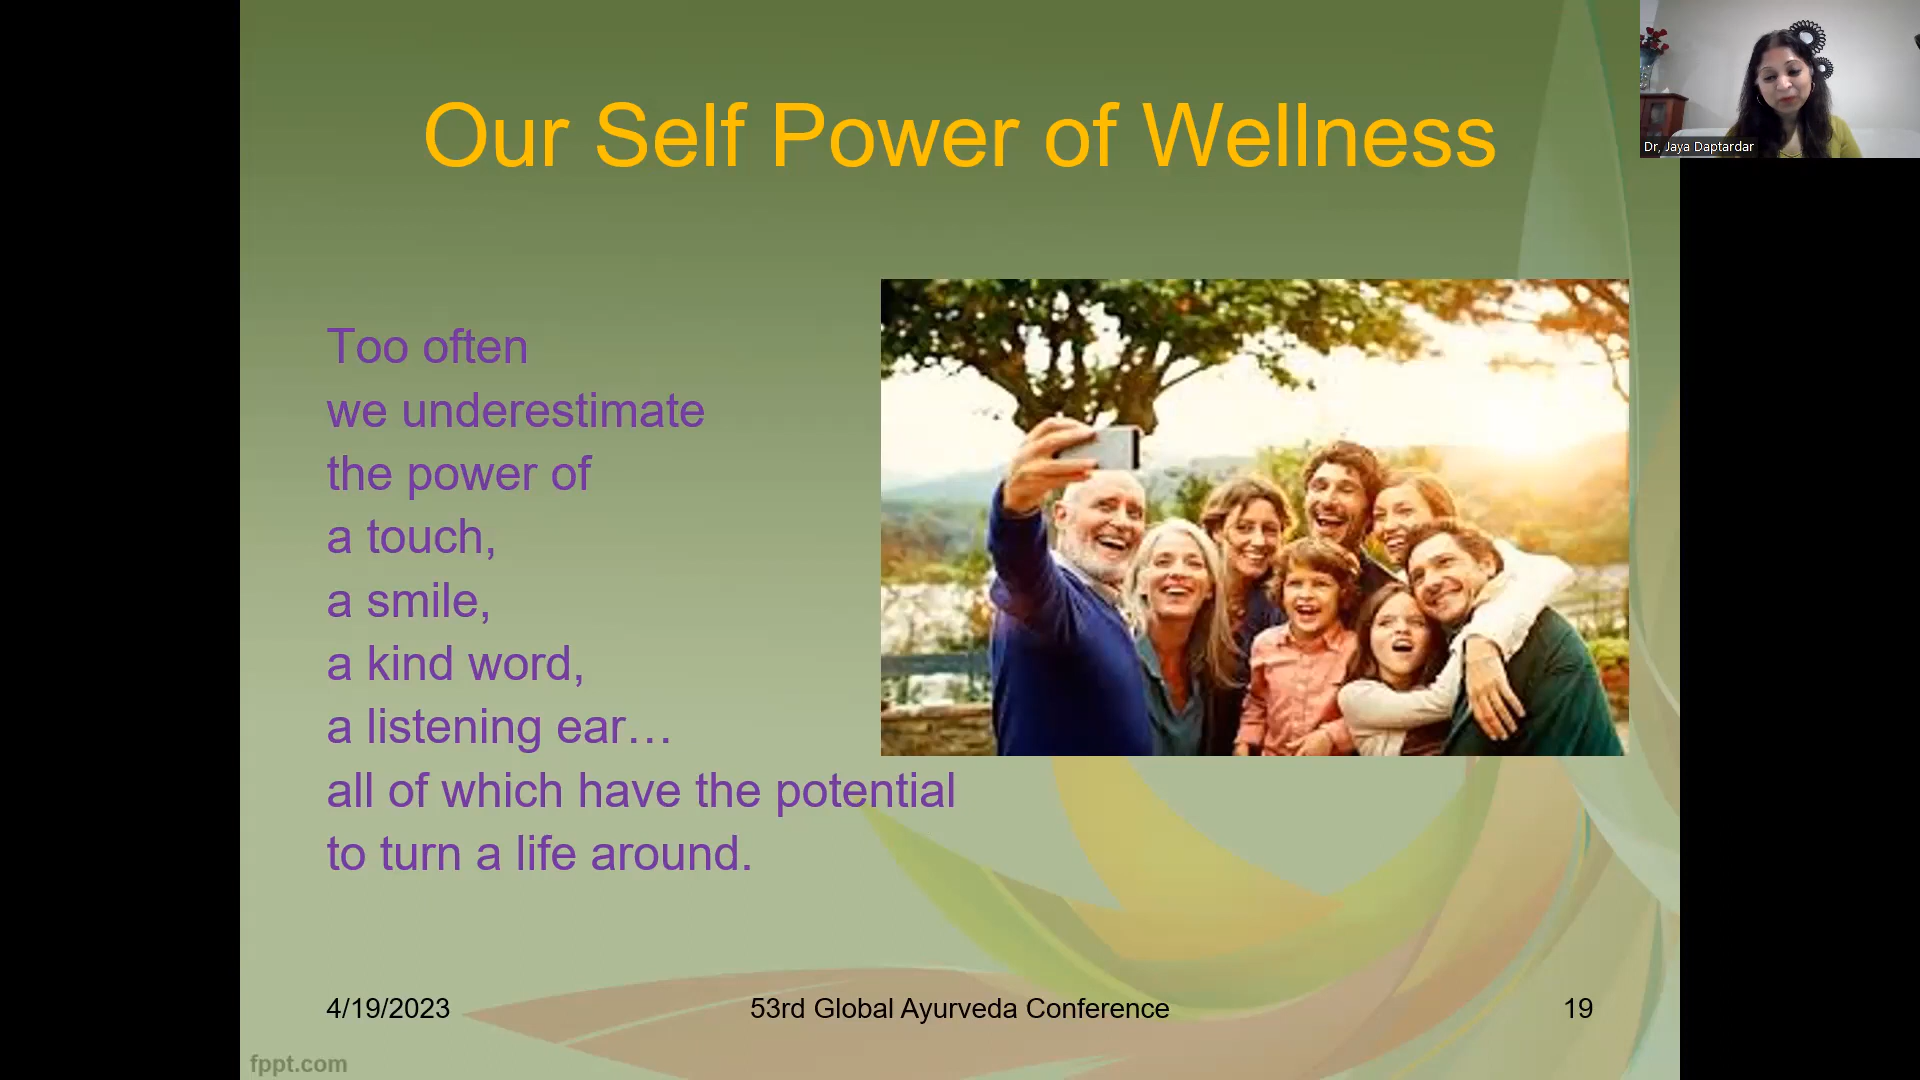 Our Self Power of Wellness
Dr, Jaya Daptardar
Too often
we underestimate
the power of
a touch,
a smile,
a kind word,
a listening ear…
all of which have the potential
to turn a life around.
4/19/2023
53rd Global Ayurveda Conference
19
fppt.com